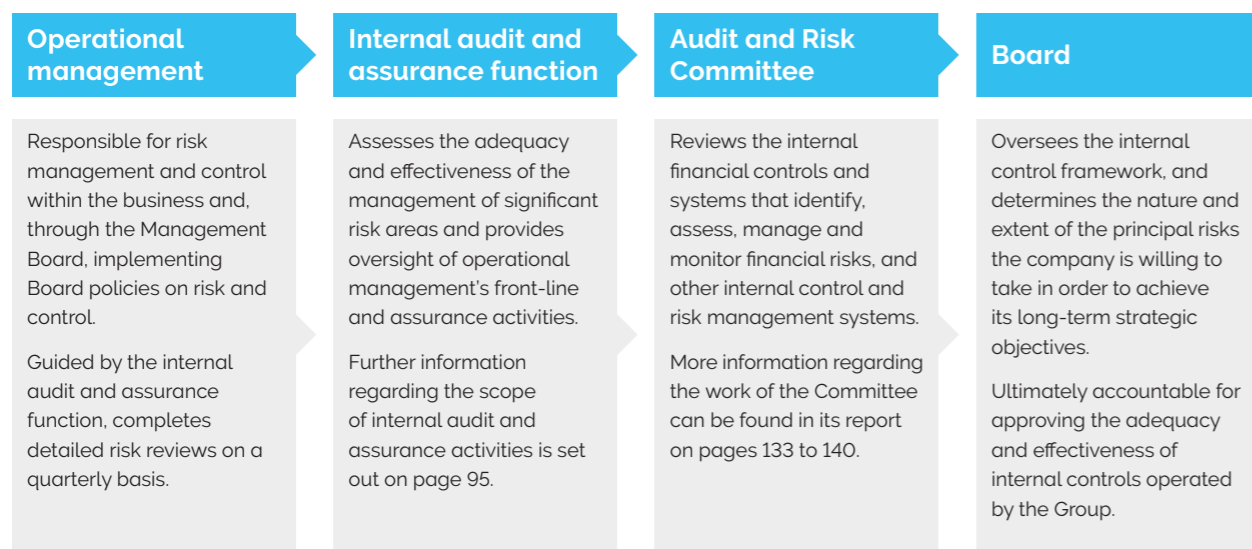 Operational
management
Responsible for risk
management and control
within the business and,
through the Management
Board, implementing
Board policies on risk and
control.
Guided by the internal
audit and assurance
function, completes
detailed risk reviews on a
quarterly basis.
Internal audit and
assurance function
Assesses the adequacy
and effectiveness of the
management of significant
risk areas and provides
oversight of operational
management's front-line
and assurance activities.
Further information
regarding the scope
of internal audit and
assurance activities is set
out on page 95.
Audit and Risk
Committee
Reviews the internal
financial controls and
systems that identify,
assess, manage and
monitor financial risks, and
other internal control and
risk management systems.
More information regarding
the work of the Committee
can be found in its report
on pages 133 to 140.
Board
Oversees the internal
control framework, and
determines the nature and
extent of the principal risks
the company is willing to
take in order to achieve
its long-term strategic
objectives.
Ultimately accountable for
approving the adequacy
and effectiveness of
internal controls operated
by the Group.